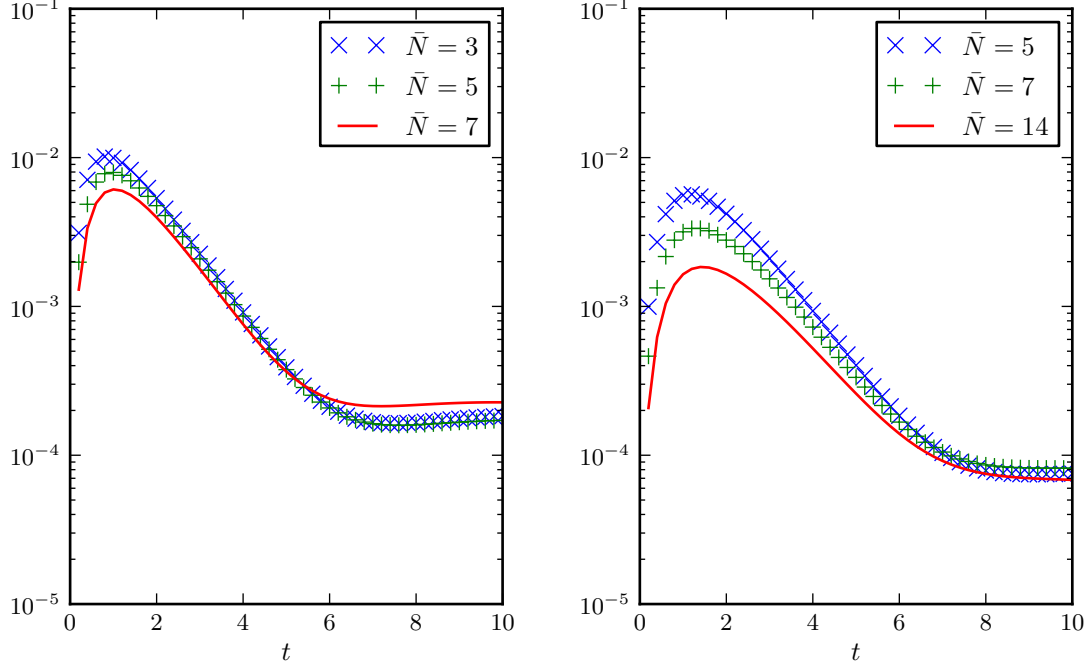 10⁻¹
10⁻²
10⁻³
10⁻⁴
10⁻⁵
0 2 4 6 8 10
t
N̄ = 3
N̄ = 5
N̄ = 7
10⁻¹
10⁻²
10⁻³
10⁻⁴
10⁻⁵
0 2 4 6 8 10
t
N̄ = 5
N̄ = 7
N̄ = 14